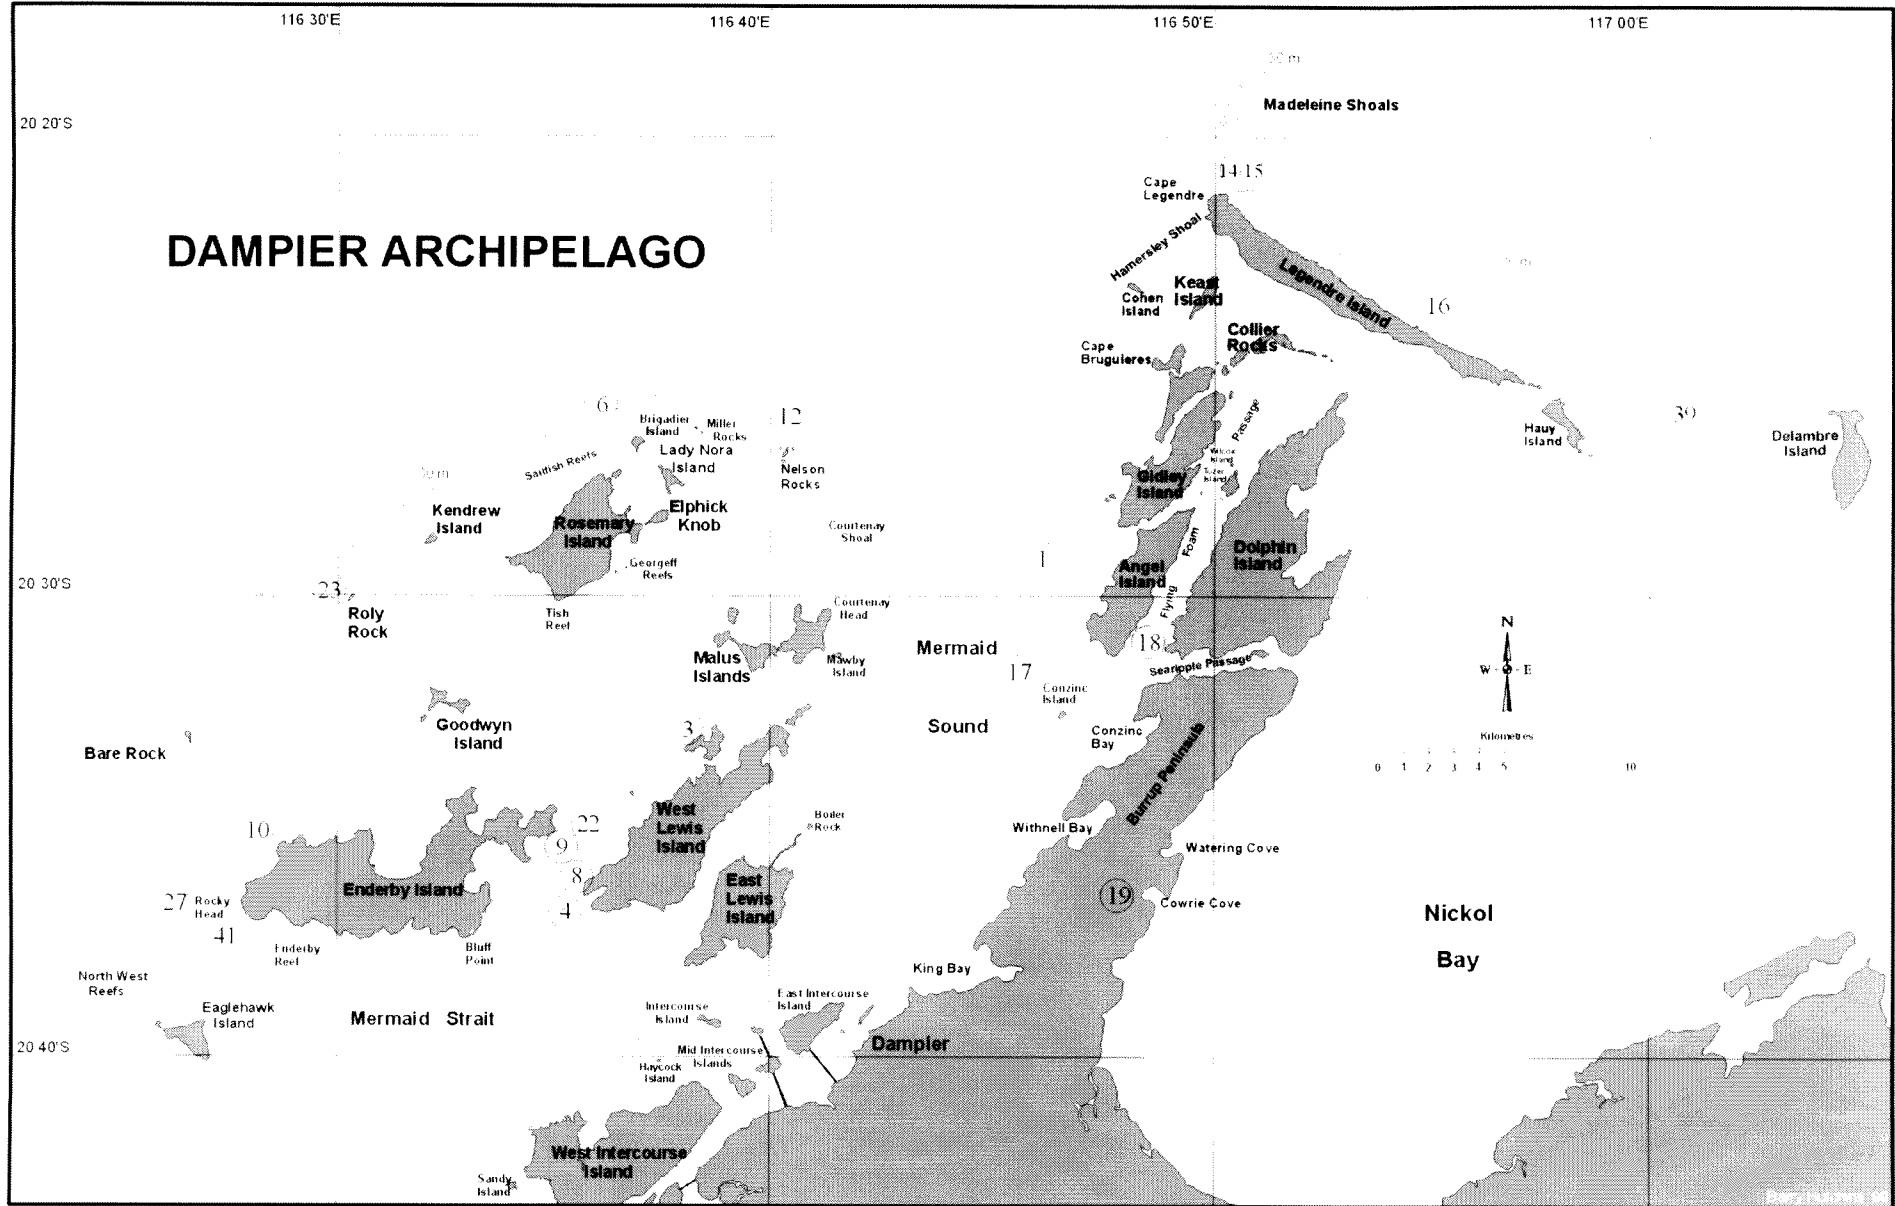 116 30'E
116 40'E
116 50'E
117 00'E
Madeleine Shoals
20 20'S
14 15
Cape
Legendre
DAMPIER ARCHIPELAGO
Hamersley Shoal
Legendre Island
Keast
Island
Cohen
Island
16
Collier
Rocks
Cape
Bruguieres
6
Brigadier
Island
Miller
Rocks
12
39
Hauy
Island
Delambre
Island
Passage
Lady Nora
Island
Sailfish Reefs
Nelson
Rocks
Wilcox
Island
Tozer
Island
Gidley
Island
Kendrew
Island
Elphick
Knob
Rosemary
Island
Courtenay
Shoal
Foam
Dolphin
Island
Georgeff
Reefs
1
Angel
Island
20 30'S
23
Roly
Rock
Tish
Reef
Courtenay
Head
Flying
Mermaid
18
N
W E
Malus
Islands
Mawby
Island
17
Searipple Passage
Conzinc
Island
Goodwyn
Island
3
Sound
Conzinc
Bay
Burrup Peninsula
Kilometres
0 1 2 3 4 5 10
Bare Rock
West
Lewis
Island
Boiler
Rock
10
22
9
Withnell Bay
Watering Cove
8
Enderby Island
East
Lewis
Island
19
Cowrie Cove
27
Rocky
Head
4
41
Nickol
Bay
Enderby
Reef
Bluff
Point
King Bay
North West
Reefs
Eaglehawk
Island
Mermaid Strait
Intercourse
Island
East Intercourse
Island
20 40'S
Dampier
Mid Intercourse
Islands
Haycock
Island
West Intercourse
Island
Sandy
Island